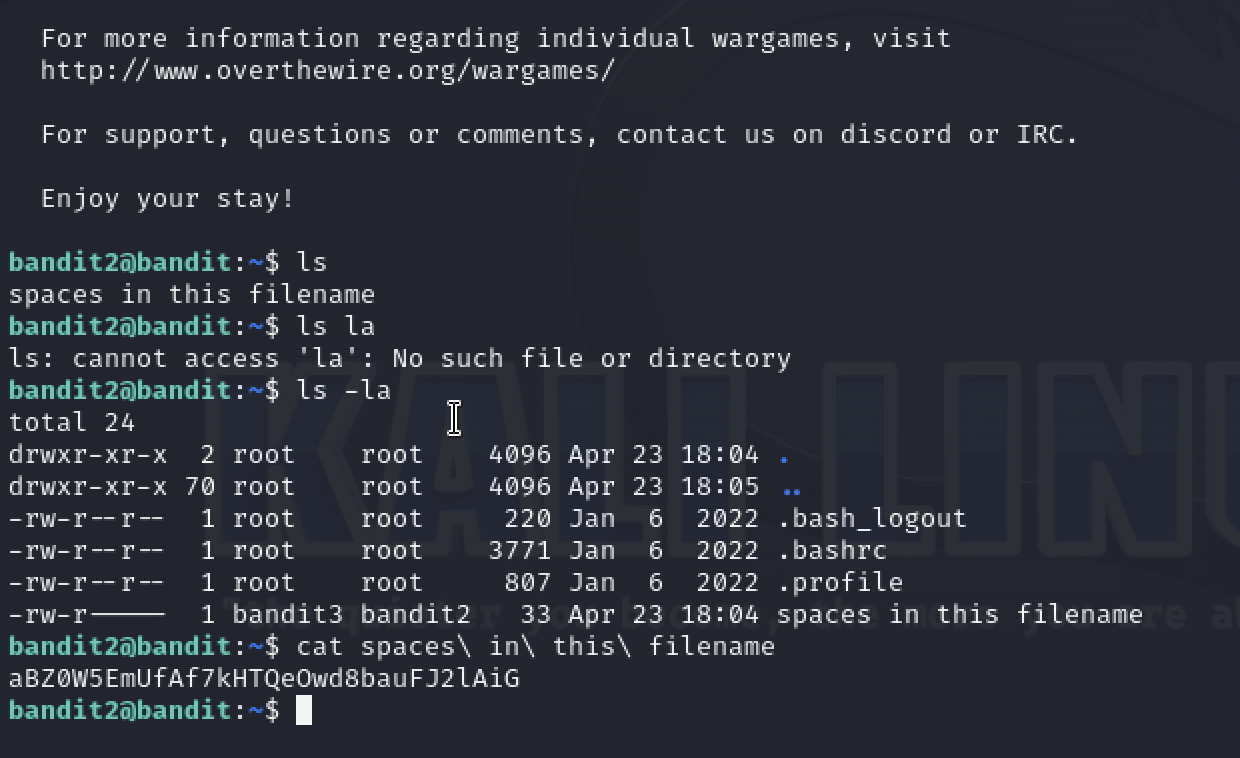 For more information regarding individual wargames, visit
http://www.overthewire.org/wargames/
For support, questions or comments, contact us on discord or IRC.
Enjoy your stay!
bandit2@bandit:~$ ls
spaces in this filename
bandit2@bandit:~$ ls la
ls: cannot access 'la': No such file or directory
bandit2@bandit:~$ ls -la
total 24
drwxr-xr-x  2 root    root    4096 Apr 23 18:04 .
drwxr-xr-x 70 root    root    4096 Apr 23 18:05 ..
-rw-r--r--  1 root    root     220 Jan  6  2022 .bash_logout
-rw-r--r--  1 root    root    3771 Jan  6  2022 .bashrc
-rw-r--r--  1 root    root     807 Jan  6  2022 .profile
-rw-r-----  1 bandit3 bandit2   33 Apr 23 18:04 spaces in this filename
bandit2@bandit:~$ cat spaces\ in\ this\ filename
aBZ0W5EmUfAf7kHTQeOwd8bauFJ2lAiG
bandit2@bandit:~$